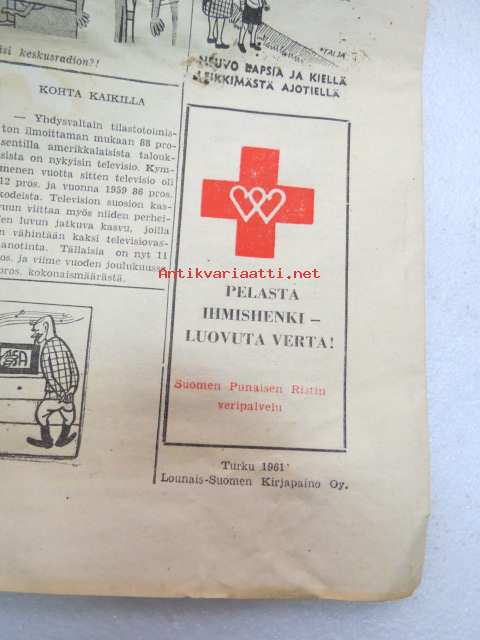 si keskusradion?!
TAIJA
NEUVO LAPSIA JA KIELLÄ
LEIKKIMÄSTÄ AJOTIELLÄ
KOHTA KAIKILLA
— Yhdysvaltain tilastotoimis-
ton ilmoittaman mukaan 88 pro-
sentilla amerikkalaisista talouk-
sista on nykyisin televisio. Kym-
menen vuotta sitten televisio oli
12 pros. ja vuonna 1959 86 pros.
kodeista. Television suosion kas-
vuun viittaa myös niiden perhei-
den luvun jatkuva kasvu, joilla
on vähintään kaksi televisiovas-
taanotinta. Tällaisia on nyt 11
pros. ja viime vuoden joulukuussa
pros. kokonaismäärästä.
Antikvariaatti.net
PELASTA
IHMISHENKI —
LUOVUTA VERTA!
Suomen Punaisen Ristin
veripalvelu
Turku 1961
Lounais-Suomen Kirjapaino Oy.